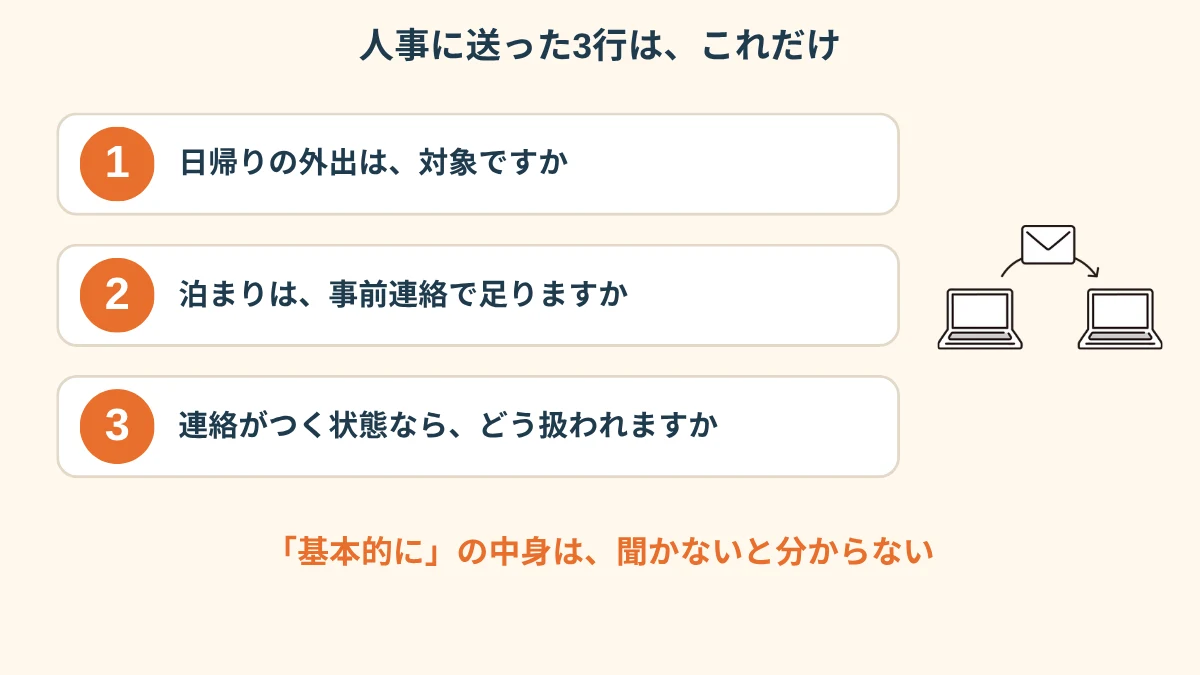 人事に送った3行は、これだけ
1 日帰りの外出は、対象ですか
2 泊まりは、事前連絡で足りますか
3 連絡がつく状態なら、どう扱われますか
「基本的に」の中身は、聞かないと分からない